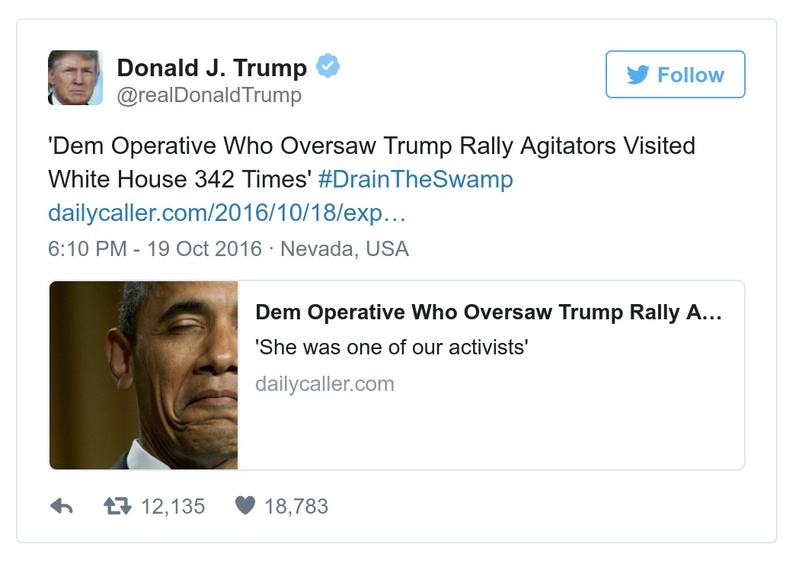 Donald J. Trump
@realDonaldTrump
Follow
'Dem Operative Who Oversaw Trump Rally Agitators Visited
White House 342 Times' #DrainTheSwamp
dailycaller.com/2016/10/18/exp…
6:10 PM - 19 Oct 2016 · Nevada, USA
Dem Operative Who Oversaw Trump Rally A…
'She was one of our activists'
dailycaller.com
12,135
18,783